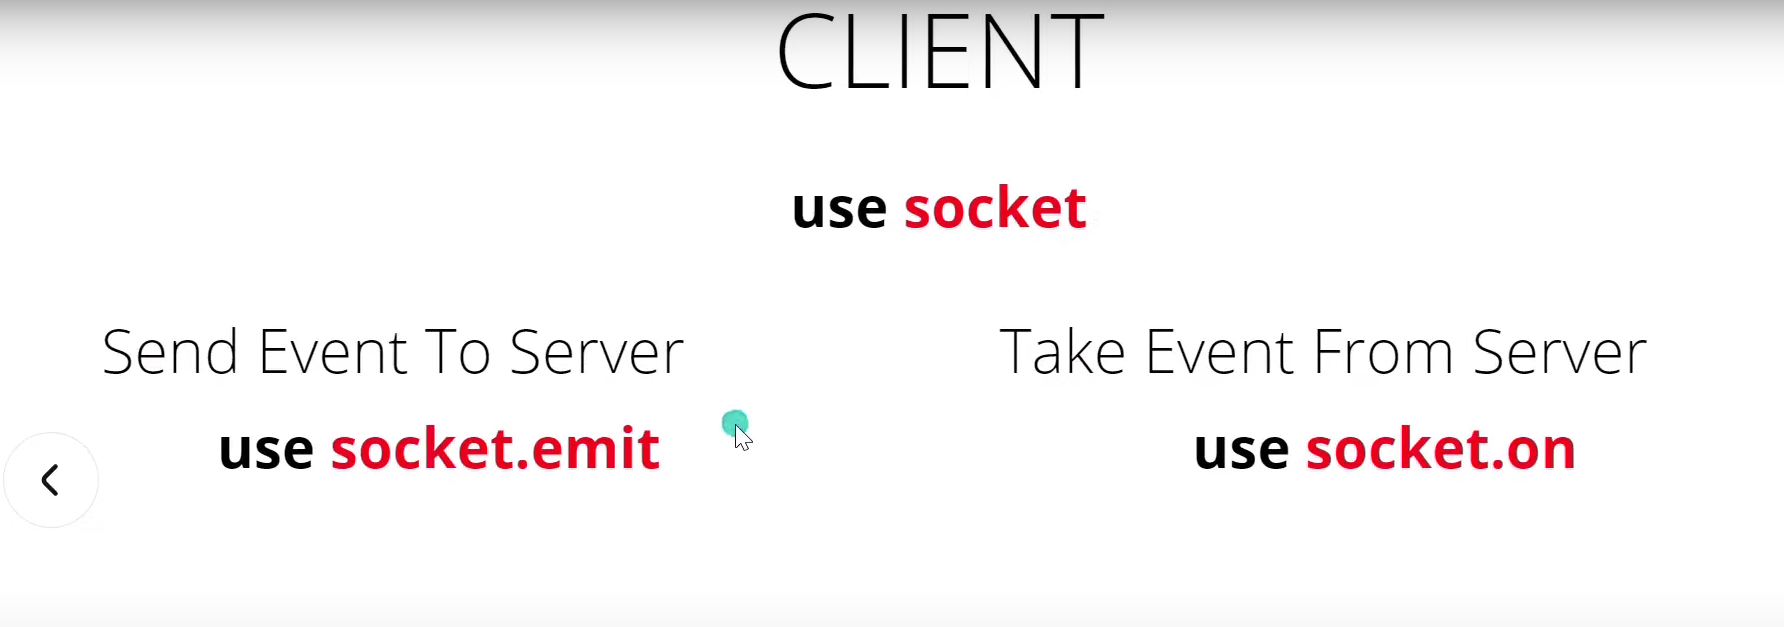 CLIENT
use socket
Send Event To Server
use socket.emit
Take Event From Server
use socket.on